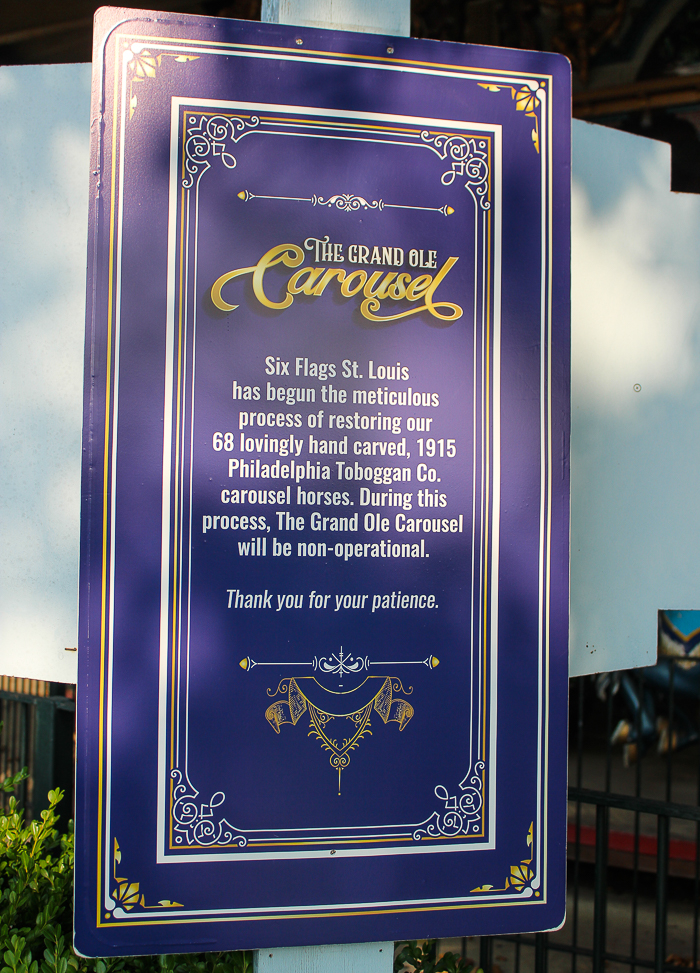 THE GRAND OLE
Carousel
Six Flags St. Louis
has begun the meticulous
process of restoring our
68 lovingly hand carved, 1915
Philadelphia Toboggan Co.
carousel horses. During this
process, The Grand Ole Carousel
will be non-operational.
Thank you for your patience.